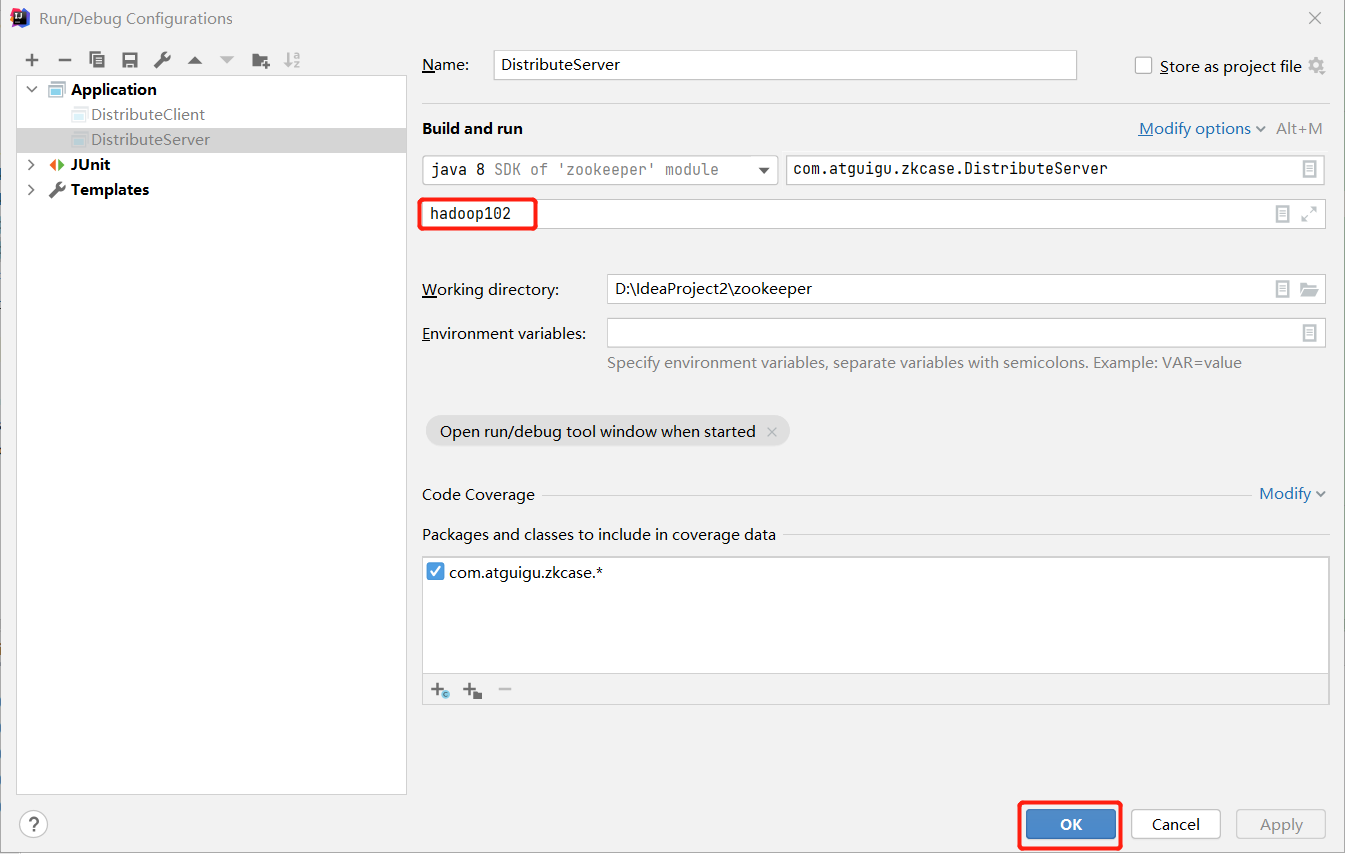 Run/Debug Configurations
Application
DistributeClient
DistributeServer
JUnit
Templates
Name: DistributeServer Store as project file
Build and run Modify options Alt+M
java 8 SDK of 'zookeeper' module com.atguigu.zkcase.DistributeServer
hadoop102
Working directory: D:\IdeaProject2\zookeeper
Environment variables:
Specify environment variables, separate variables with semicolons. Example: VAR=value
Open run/debug tool window when started
Code Coverage Modify
Packages and classes to include in coverage data
com.atguigu.zkcase.*
? OK Cancel Apply